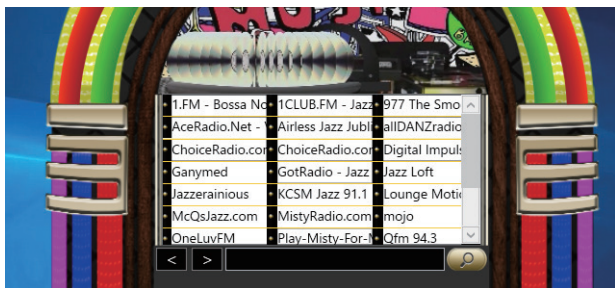 1.FM - Bossa No 1CLUB.FM - Jazz 977 The Smo
AceRadio.Net - Airless Jazz Jubl allDANZradio
ChoiceRadio.cor ChoiceRadio.cor Digital Impuls
Ganymed GotRadio - Jazz Jazz Loft
Jazzerainious KCSM Jazz 91.1 Lounge Motio
McQsJazz.com MistyRadio.com mojo
OneLuvFM Play-Misty-For- Qfm 94.3
< >